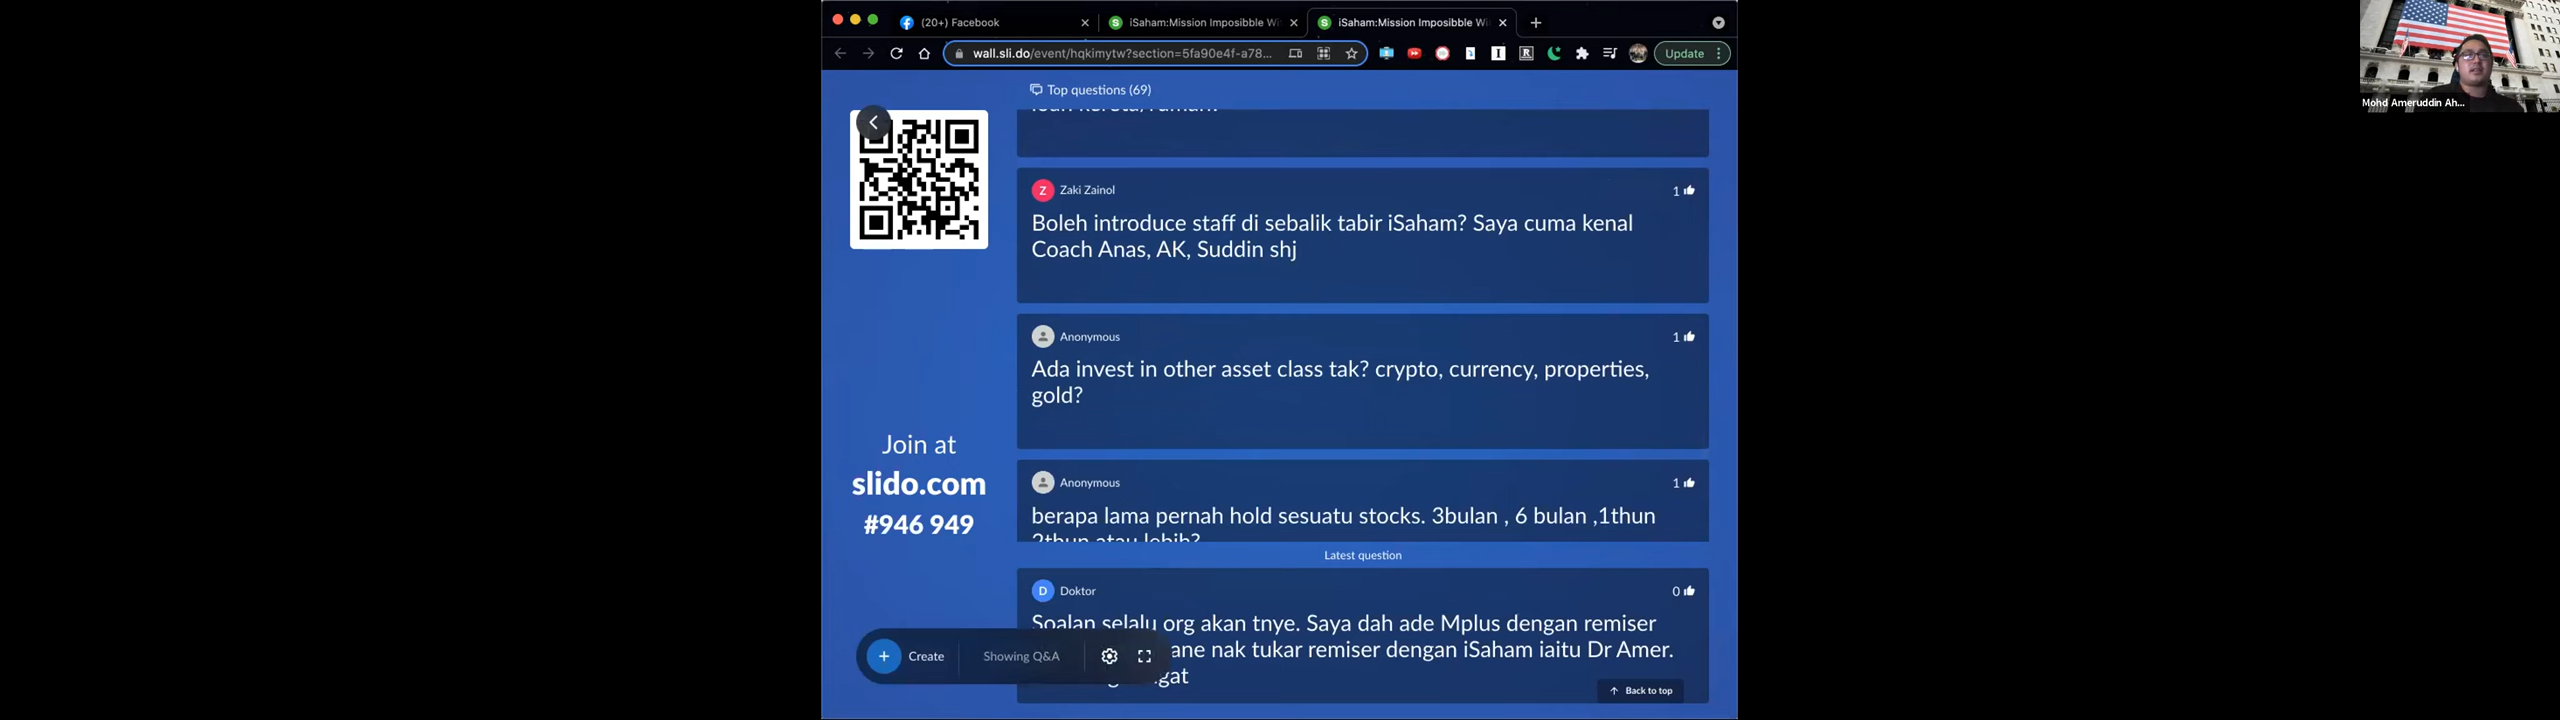 (20+) Facebook
iSaham:Mission Imposibble Wi
iSaham:Mission Imposibble Wi
wall.sli.do/event/hqkimytw?section=5fa90e4f-a78...
Update
Mohd Ameruddin Ah...
Top questions (69)
Z
Zaki Zainol
1
Boleh introduce staff di sebalik tabir iSaham? Saya cuma kenal
Coach Anas, AK, Suddin shj
Anonymous
1
Ada invest in other asset class tak? crypto, currency, properties,
gold?
Anonymous
1
berapa lama pernah hold sesuatu stocks. 3bulan , 6 bulan ,1thun
2thun atau lebih?
Latest question
D
Doktor
0
Soalan selalu org akan tnye. Saya dah ade Mplus dengan remiser
nak tukar remiser dengan iSaham iaitu Dr Amer.
Back to top
Join at
slido.com
#946 949
Create
Showing Q&A